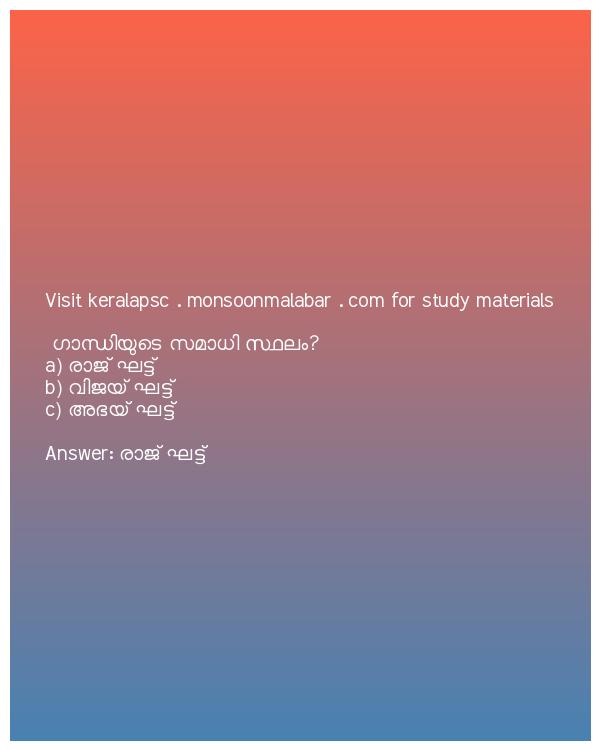 Visit keralapsc . monsoonmalabar . com for study materials
ഗാന്ധിയുടെ സമാധി സ്ഥലം?
a) രാജ് ഘട്ട്
b) വിജയ് ഘട്ട്
c) അഭയ് ഘട്ട്
Answer: രാജ് ഘട്ട്